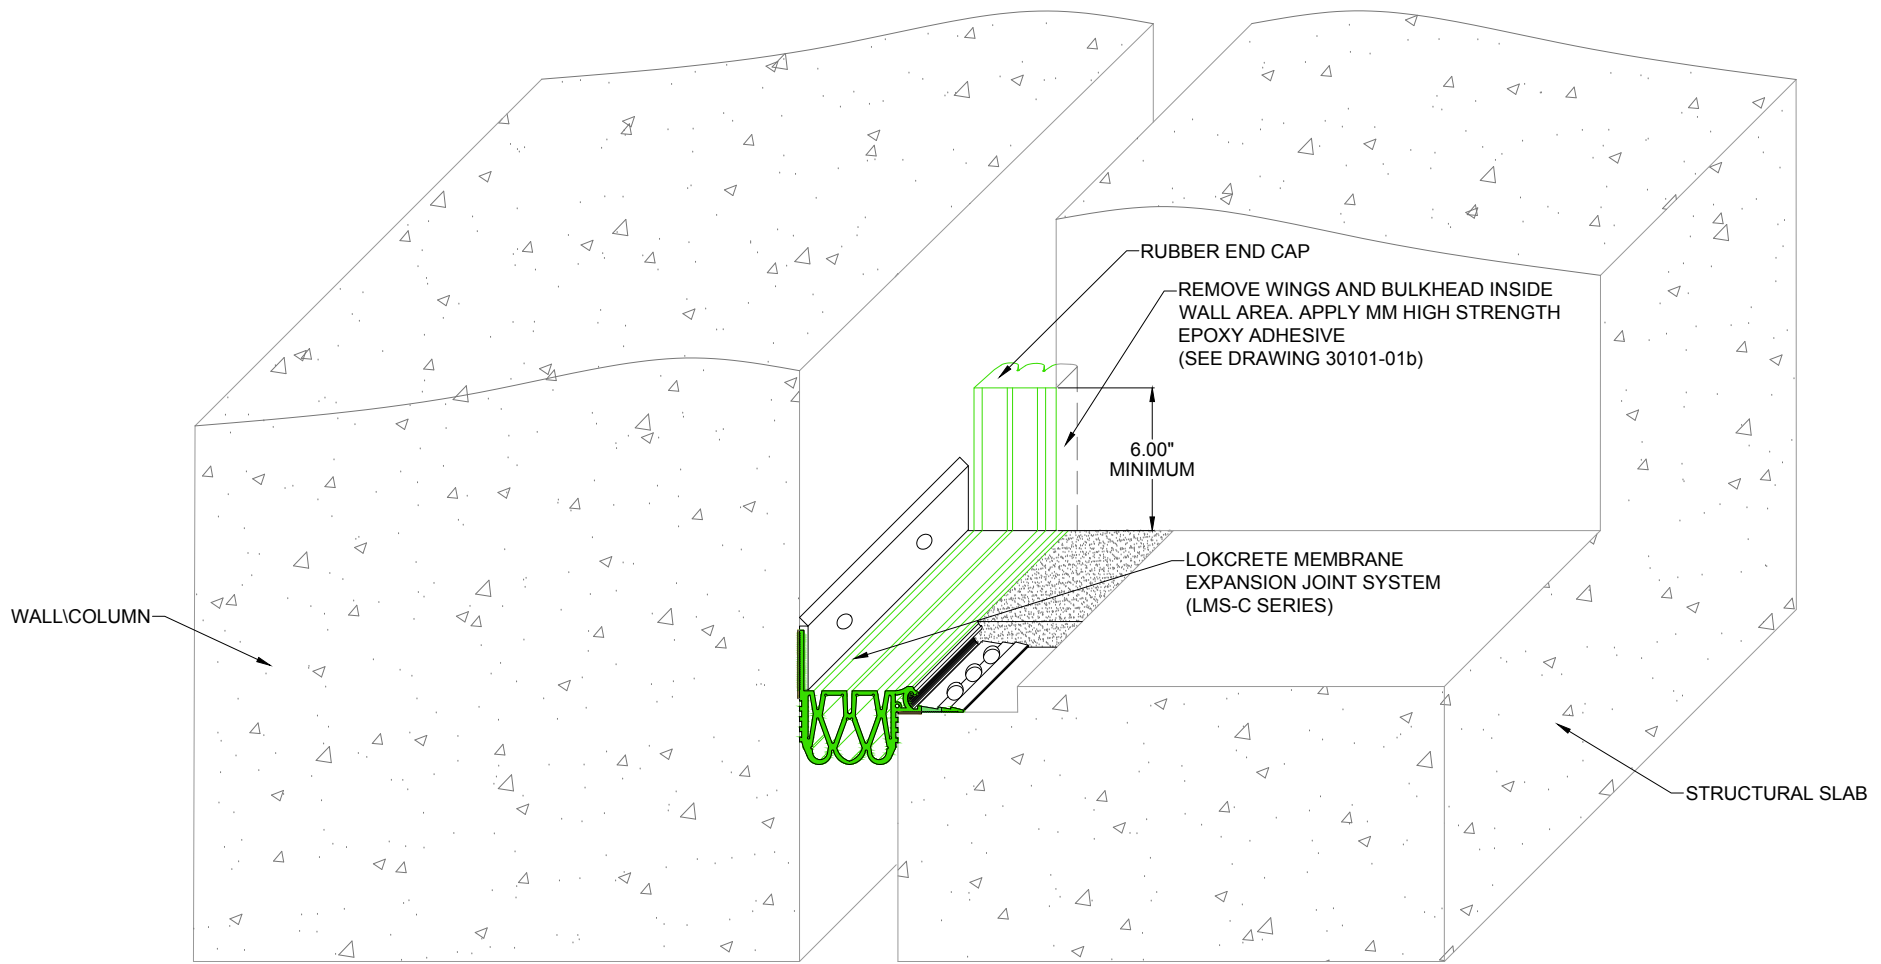 RUBBER END CAP
REMOVE WINGS AND BULKHEAD INSIDE
WALL AREA. APPLY MM HIGH STRENGTH
EPOXY ADHESIVE
(SEE DRAWING 30101-01b)
6.00"
MINIMUM
LOKCRETE MEMBRANE
EXPANSION JOINT SYSTEM
(LMS-C SERIES)
WALL\COLUMN
STRUCTURAL SLAB